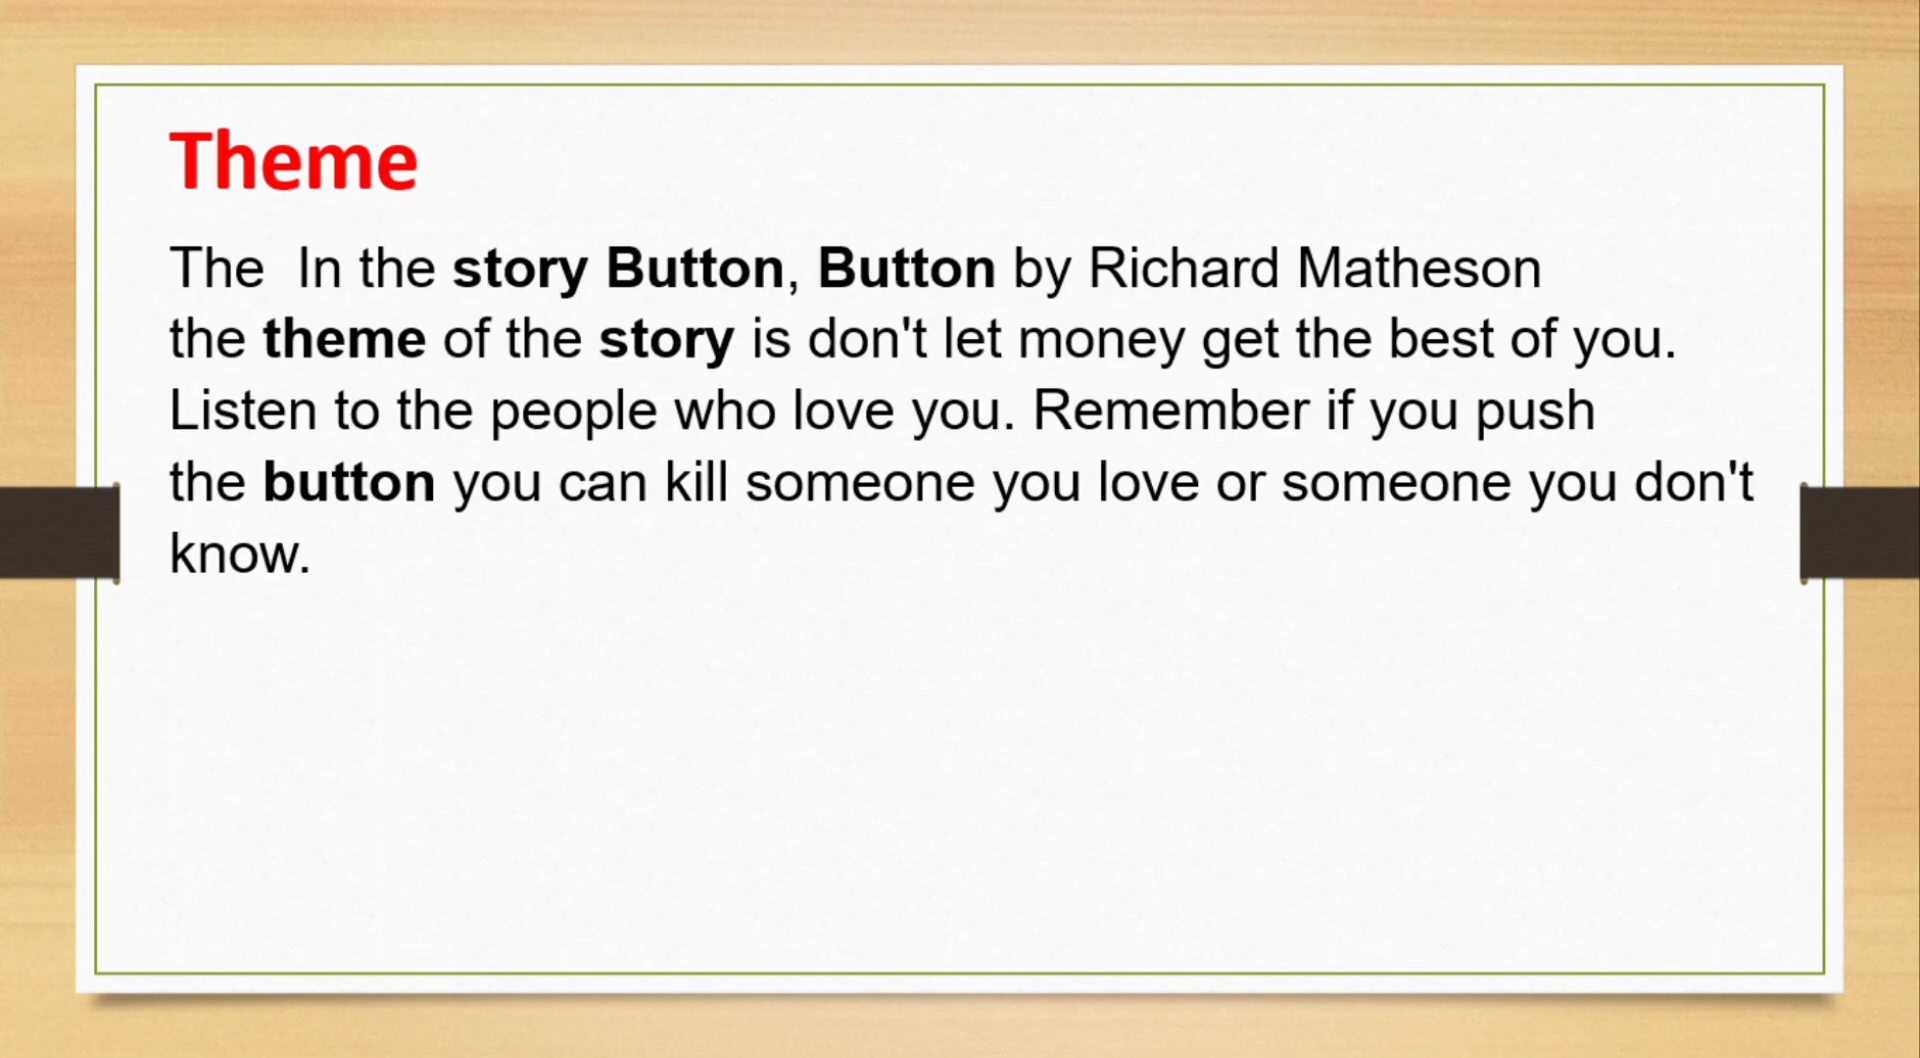 Theme
The  In the story Button, Button by Richard Matheson
the theme of the story is don't let money get the best of you.
Listen to the people who love you. Remember if you push
the button you can kill someone you love or someone you don't
know.